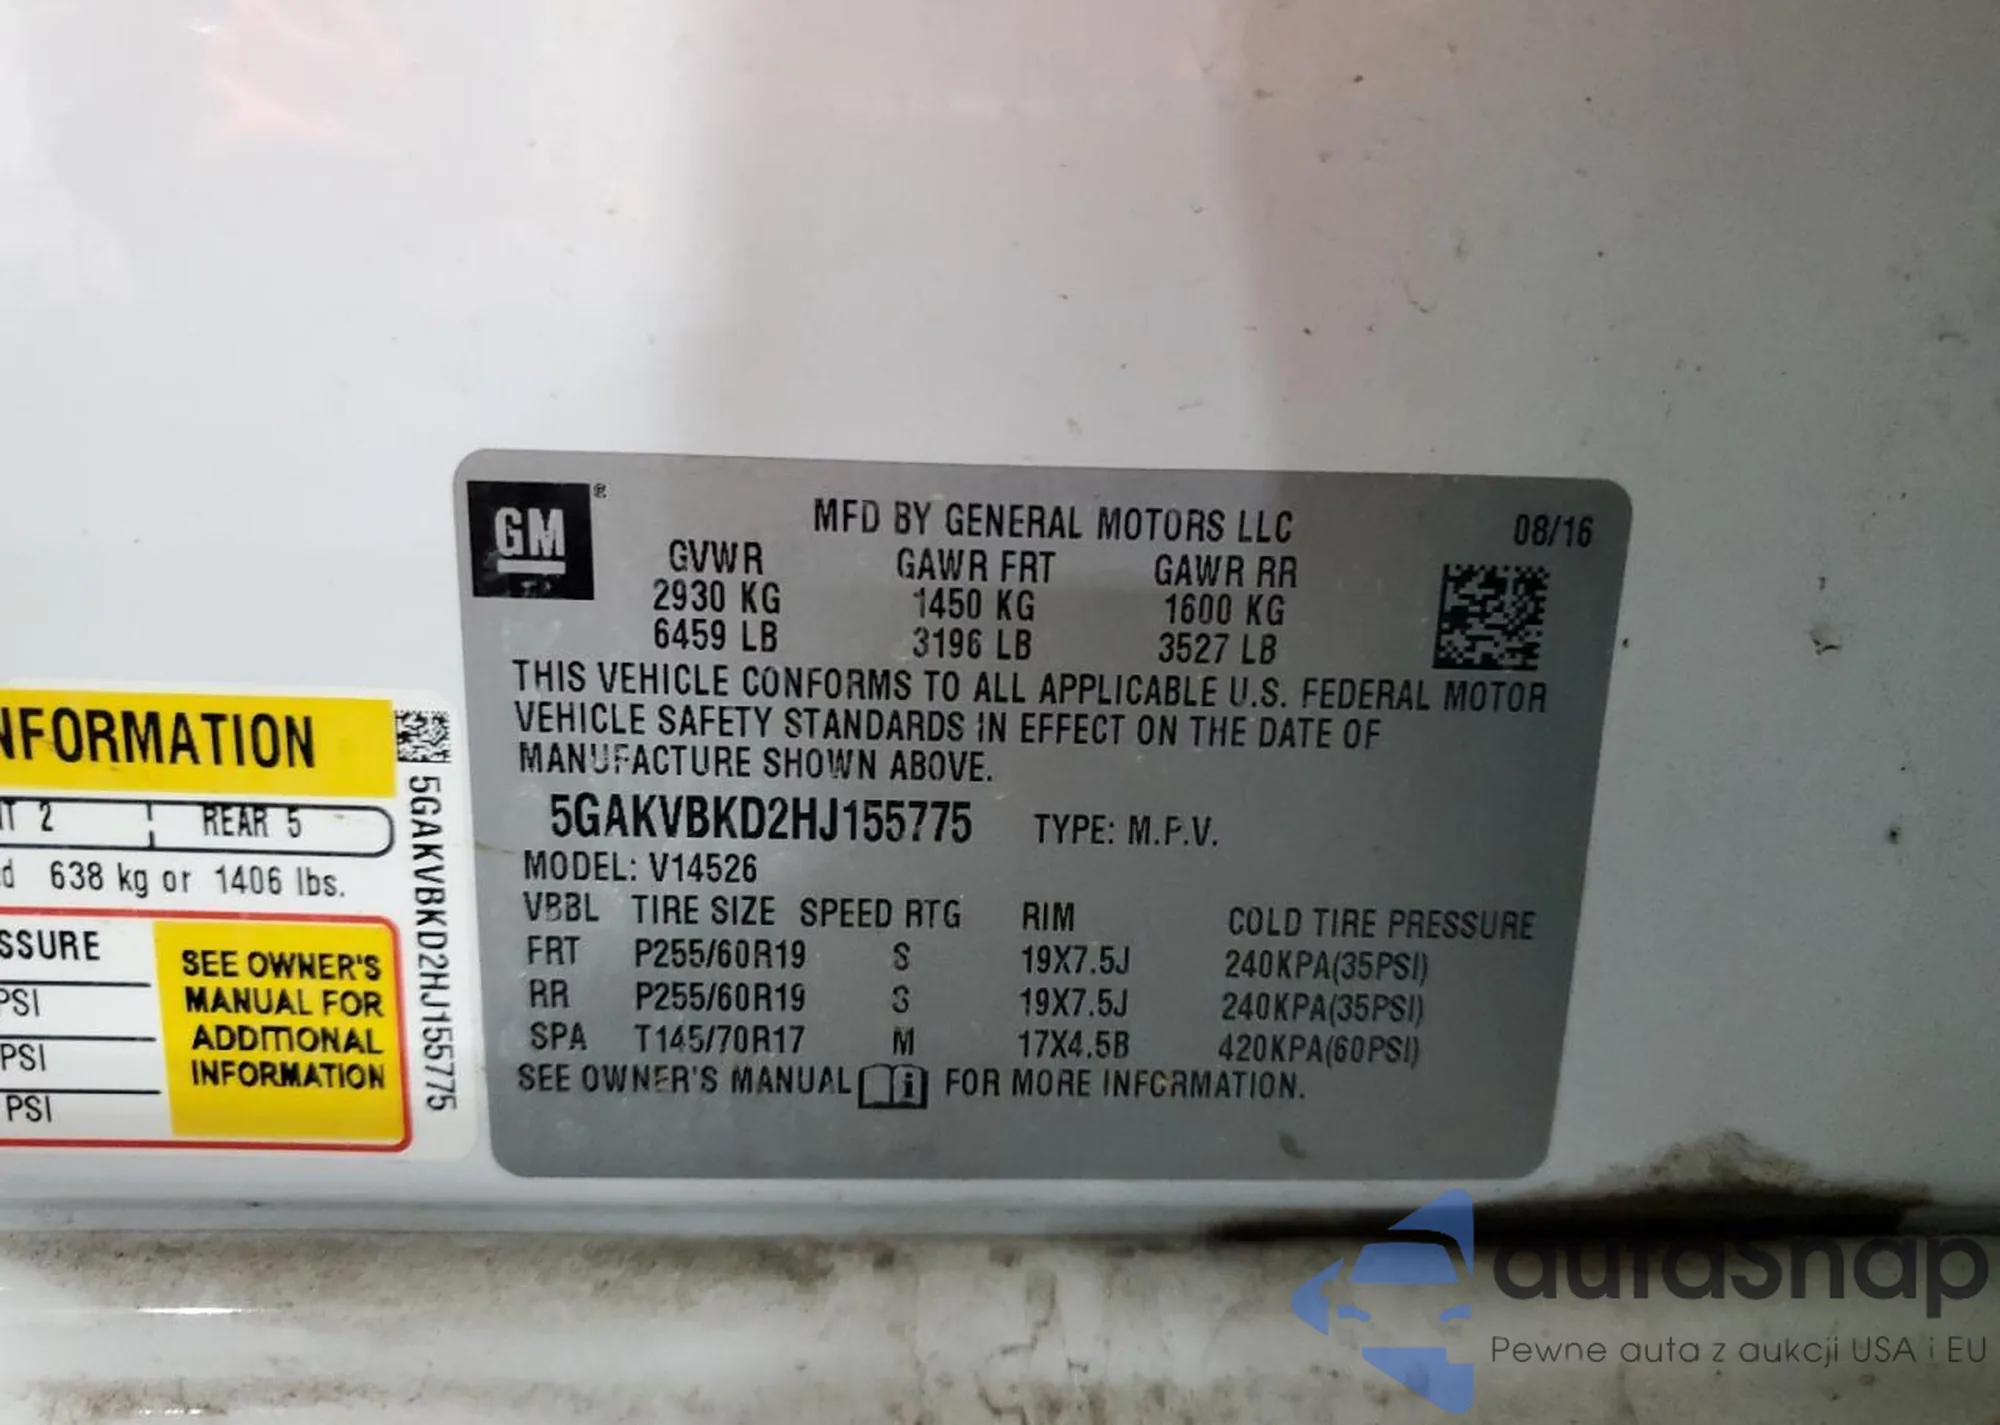 GM®
MFD BY GENERAL MOTORS LLC 08/16
GVWR GAWR FRT GAWR RR
2930 KG 1450 KG 1600 KG
6459 LB 3196 LB 3527 LB
THIS VEHICLE CONFORMS TO ALL APPLICABLE U.S. FEDERAL MOTOR
VEHICLE SAFETY STANDARDS IN EFFECT ON THE DATE OF
MANUFACTURE SHOWN ABOVE.
5GAKVBKD2HJ155775 TYPE: M.P.V.
MODEL: V14526
VBBL TIRE SIZE SPEED RTG RIM COLD TIRE PRESSURE
FRT P255/60R19 S 19X7.5J 240KPA(35PSI)
RR P255/60R19 S 19X7.5J 240KPA(35PSI)
SPA T145/70R17 M 17X4.5B 420KPA(60PSI)
SEE OWNER'S MANUAL i FOR MORE INFORMATION.
NFORMATION
T 2 REAR 5
d 638 kg or 1406 lbs.
SSURE
PSI
PSI
PSI
SEE OWNER'S
MANUAL FOR
ADDITIONAL
INFORMATION
5GAKVBKD2HJ155775
autaSnap
Pewne auta z aukcji USA i EU